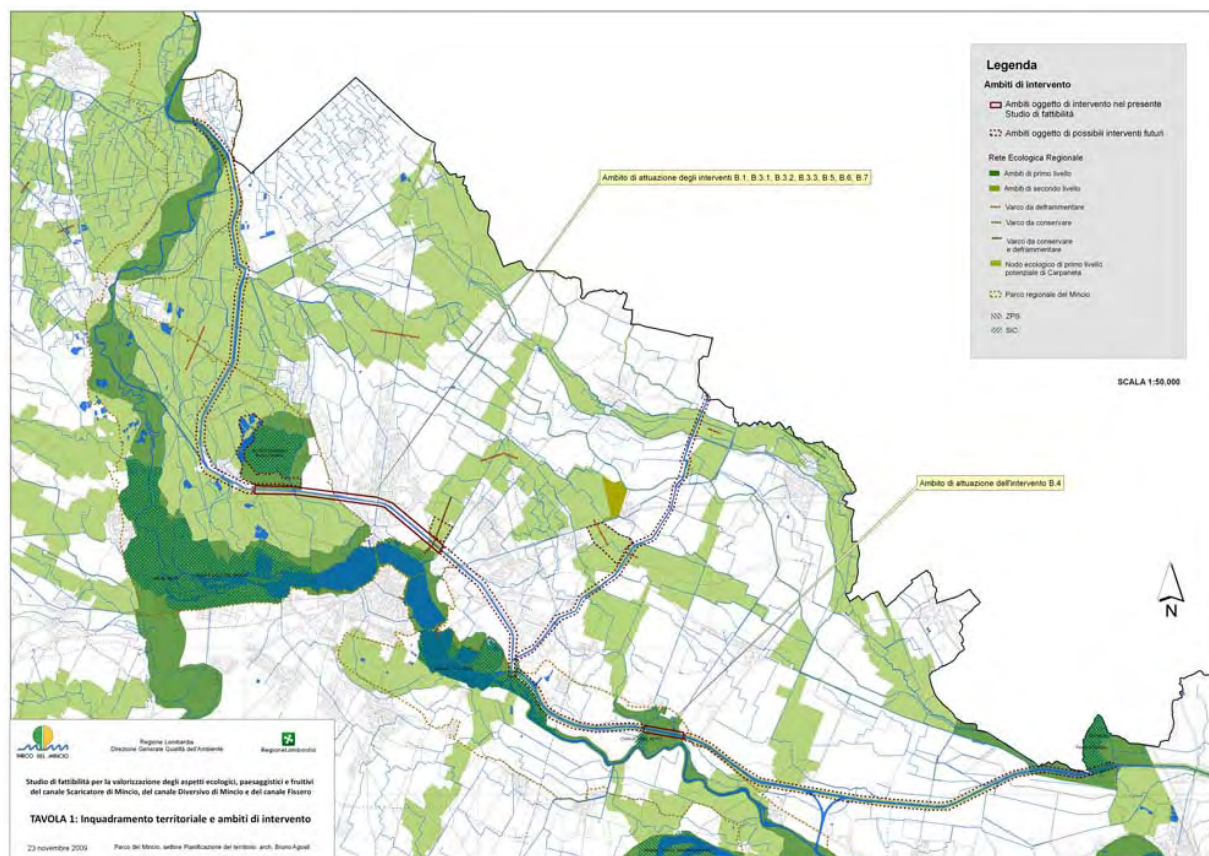 Legenda
Ambiti di intervento
Ambiti oggetto di intervento nel presente
Studio di fattibilità
Ambiti oggetto di possibili interventi futuri
Rete Ecologica Regionale
Ambiti di primo livello
Ambiti di secondo livello
Varco da deframmentare
Varco da conservare
Varco da conservare
e deframmentare
Nodo ecologico di primo livello
potenziale di Carpaneta
Parco regionale del Mincio
ZPS
SIC
SCALA 1:50.000
Ambito di attuazione degli interventi B.1, B.3.1, B.3.2, B.3.3, B.5, B.6, B.7
Ambito di attuazione dell'intervento B.4
N
PARCO DEL MINCIO
Regione Lombardia
Direzione Generale Qualità dell'Ambiente
RegioneLombardia
Studio di fattibilità per la valorizzazione degli aspetti ecologici, paesaggistici e fruitivi
del canale Scaricatore di Mincio, del canale Diversivo di Mincio e del canale Fissero
TAVOLA 1: Inquadramento territoriale e ambiti di intervento
23 novembre 2009
Parco del Mincio, settore Pianificazione del territorio: arch. Bruno Agosti